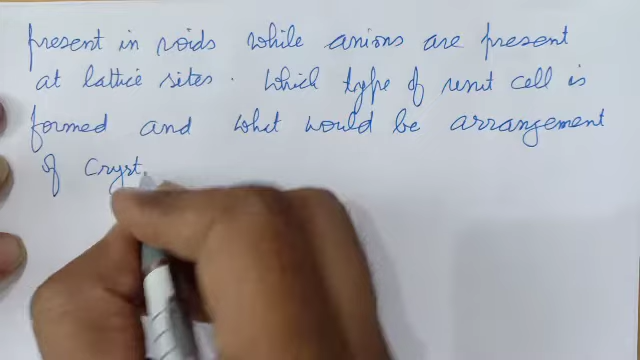 present in voids while anions are present
at lattice sites. Which type of unit cell is
formed and what would be arrangement
of Cryst